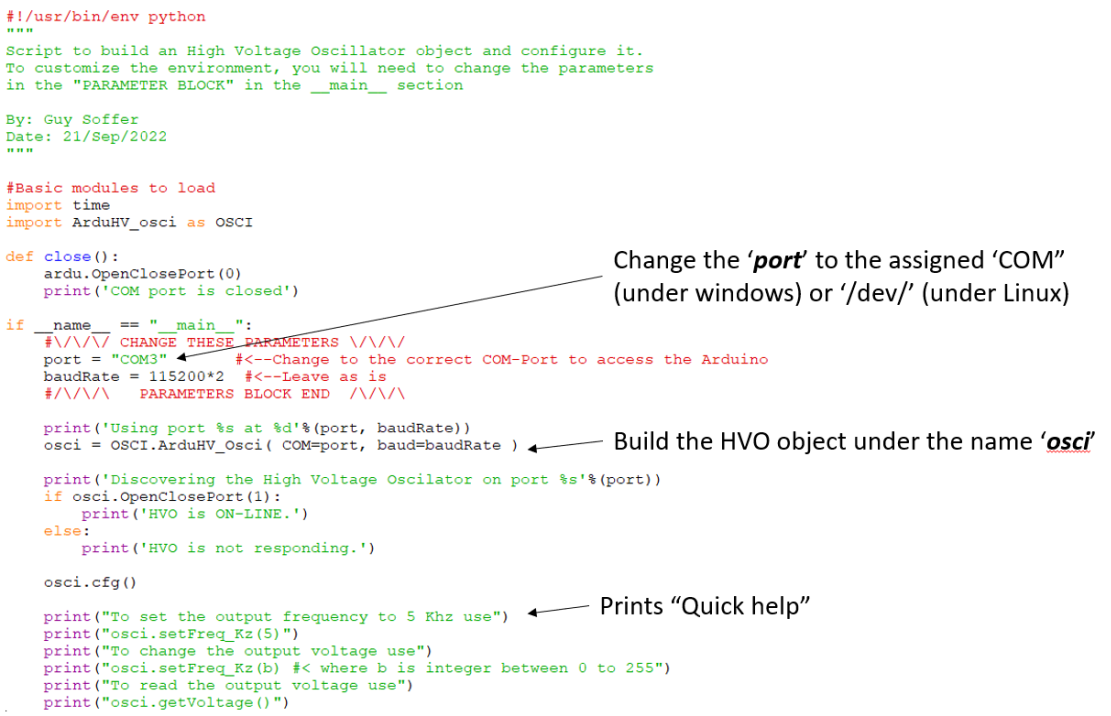 #!/usr/bin/env python
"""
Script to build an High Voltage Oscillator object and configure it.
To customize the environment, you will need to change the parameters
in the "PARAMETER BLOCK" in the __main__ section

By: Guy Soffer
Date: 21/Sep/2022
"""

#Basic modules to load
import time
import ArduHV_osci as OSCI

def close():
    ardu.OpenClosePort(0)
    print('COM port is closed')

if __name__ == "__main__":
    #\/\/\/ CHANGE THESE PARAMETERS \/\/\/
    port = "COM3"       #<--Change to the correct COM-Port to access the Arduino
    baudRate = 115200*2  #<--Leave as is
    #/\/\/\   PARAMETERS BLOCK END  /\/\/\

    print('Using port %s at %d'%(port, baudRate))
    osci = OSCI.ArduHV_Osci( COM=port, baud=baudRate )

    print('Discovering the High Voltage Oscilator on port %s'%(port))
    if osci.OpenClosePort(1):
        print('HVO is ON-LINE.')
    else:
        print('HVO is not responding.')

    osci.cfg()

    print("To set the output frequency to 5 Khz use")
    print("osci.setFreq_Kz(5)")
    print("To change the output voltage use")
    print("osci.setFreq_Kz(b) #< where b is integer between 0 to 255")
    print("To read the output voltage use")
    print("osci.getVoltage()")
Change the ‘port’ to the assigned ‘COM”
(under windows) or ‘/dev/’ (under Linux)
Build the HVO object under the name ‘osci’
Prints “Quick help”